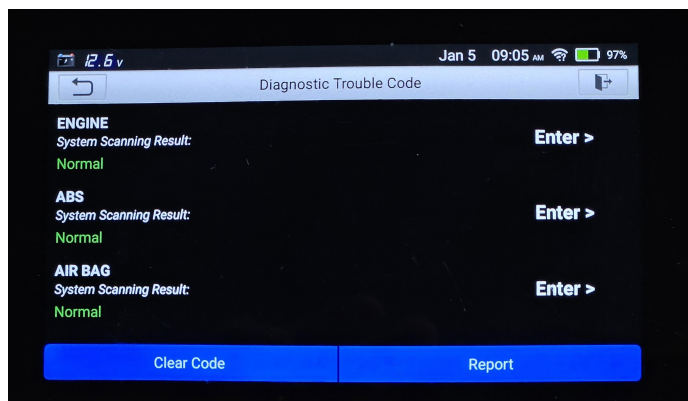 12.6 v
Jan 5 09:05 AM 97%
Diagnostic Trouble Code
ENGINE
System Scanning Result:
Enter >
Normal
ABS
System Scanning Result:
Enter >
Normal
AIR BAG
System Scanning Result:
Enter >
Normal
Clear Code
Report